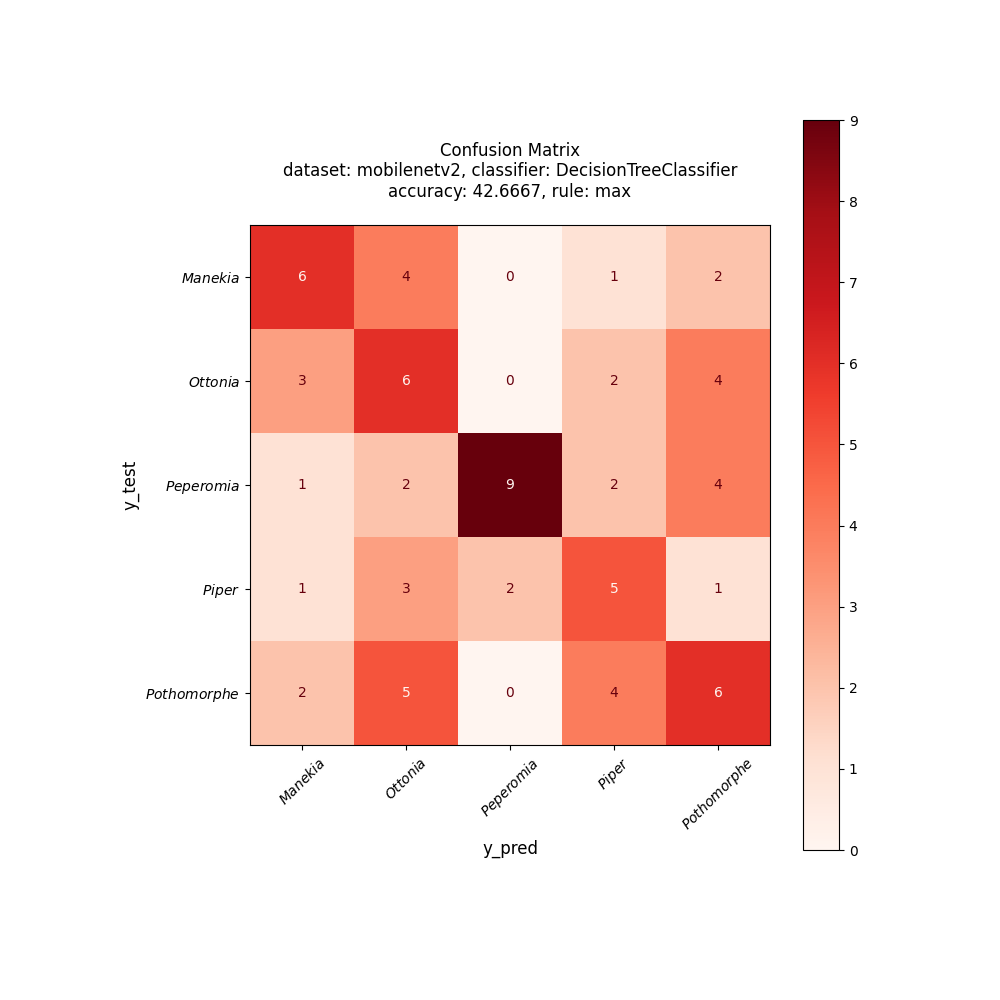 Confusion Matrix
dataset: mobilenetv2, classifier: DecisionTreeClassifier
accuracy: 42.6667, rule: max
Manekia 6 4 0 1 2
Ottonia 3 6 0 2 4
Peperomia 1 2 9 2 4
Piper 1 3 2 5 1
Pothomorphe 2 5 0 4 6
Manekia Ottonia Peperomia Piper Pothomorphe
y_pred
y_test
9
8
7
6
5
4
3
2
1
0